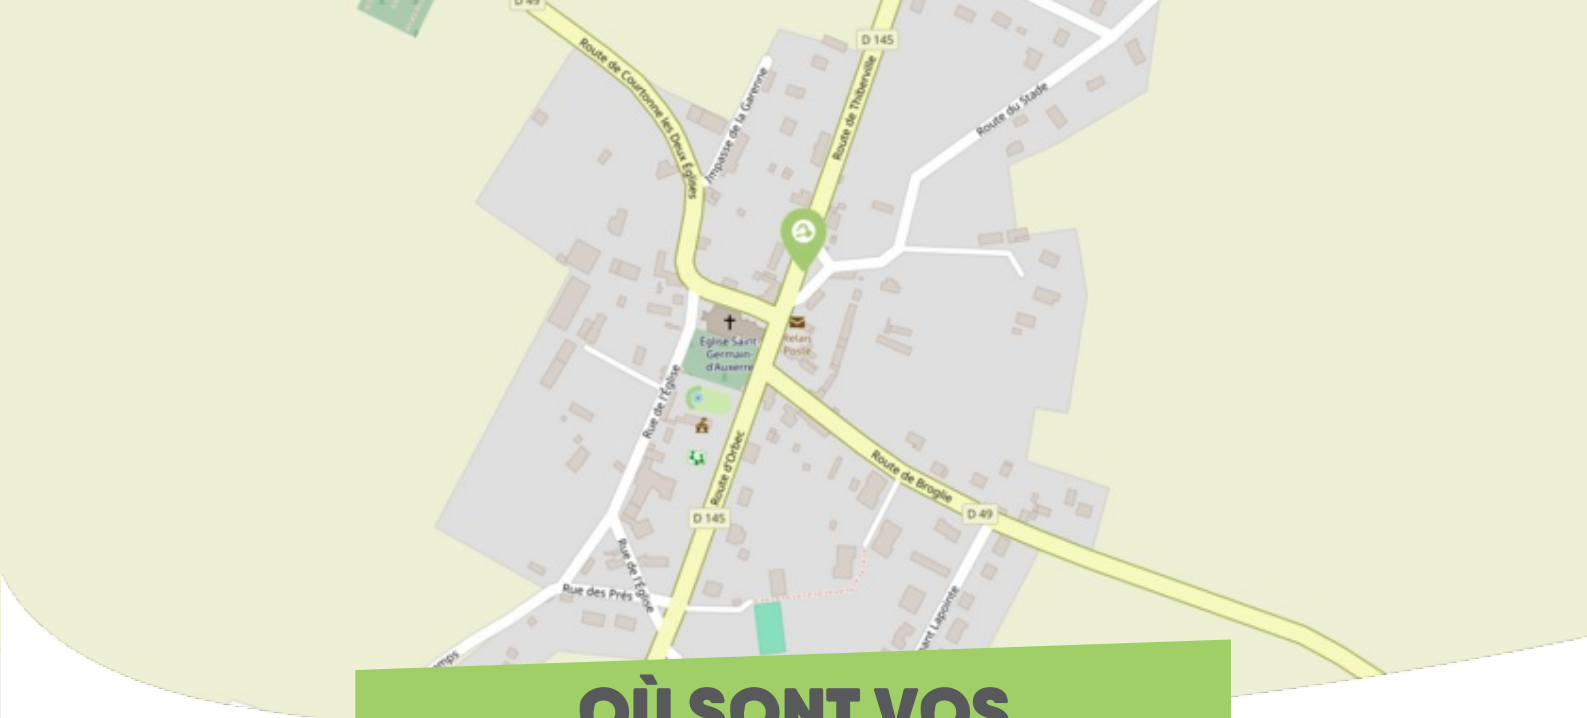 D 49
Route de Courtonne les Deux Églises
Impasse de la Garenne
D 145
Route de Thiberville
Route du Stade
Église Saint-
Germain-
d'Auxerre
Relan
Poste
Rue de l'Église
Route d'Orbec
D 145
Route de Broglie
D 49
Rue de l'Église
Rue des Prés
OÙ SONT VOS